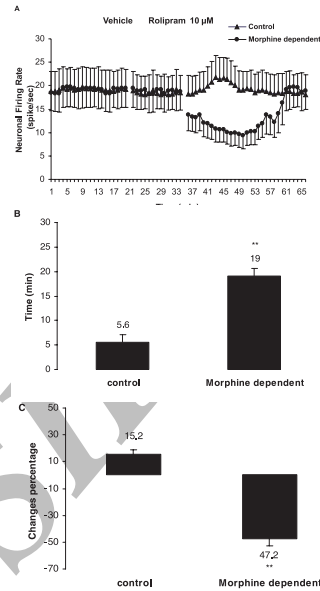 A
Vehicle Rolipram 10 µM
Control
Morphine dependent
Neuronal Firing Rate
(spike/sec)
30
25
20
15
10
5
0
1 5 9 13 17 21 25 29 33 37 41 45 49 53 57 61 65
B
Time (min)
30
25
20
15
10
5
0
5.6
**
19
control Morphine dependent
C
Changes percentage
50
30
10
-10
-30
-50
-70
15.2
47.2
**
control Morphine dependent